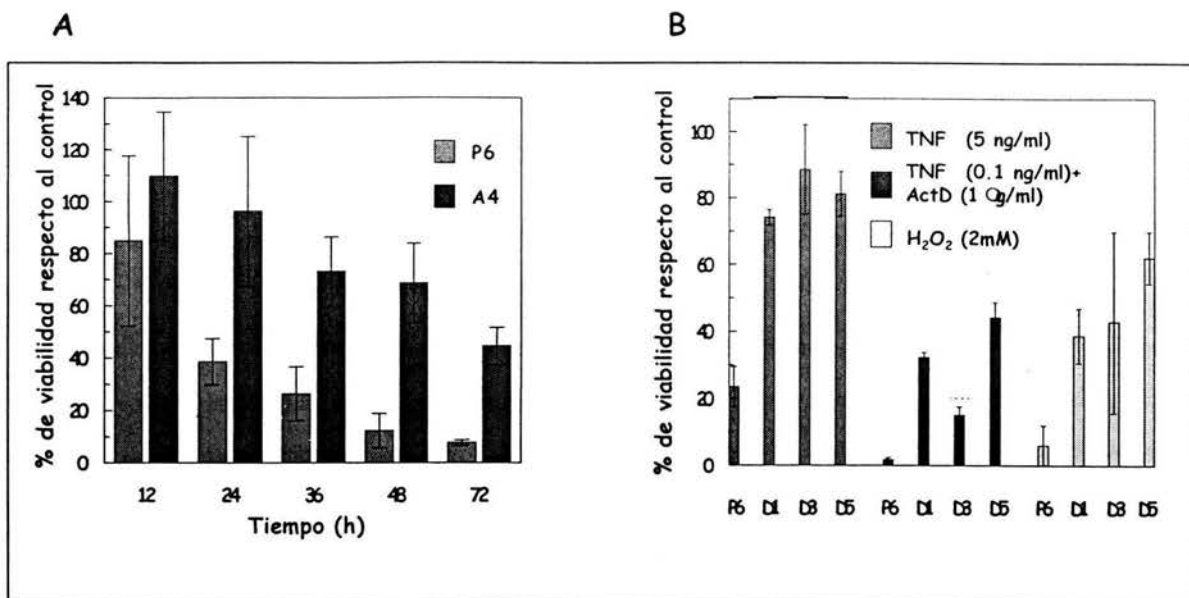 A
B
% de viabilidad respecto al control
140
120
100
80
60
40
20
0
P6
A4
12 24 36 48 72
Tiempo (h)
% de viabilidad respecto al control
100
80
60
40
20
0
TNF (5 ng/ml)
TNF (0.1 ng/ml)+
ActD (1 g/ml)
H₂O₂ (2mM)
P6 D1 D3 D5 P6 D1 D3 D5 P6 D1 D3 D5